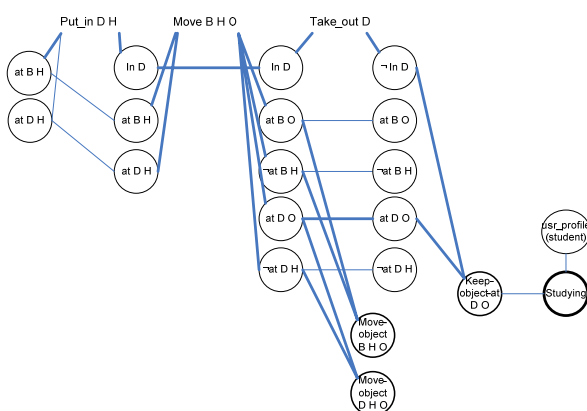 Put_in D H
Move B H O
Take_out D
In D
In D
¬ In D
at B H
at D H
at B H
at D H
at B O
¬at B H
at D O
¬at D H
at B O
¬at B H
at D O
¬at D H
usr_profile
(student)
Keep-
object-at
D O
Studying
Move-
object
B H O
Move-
object
D H O